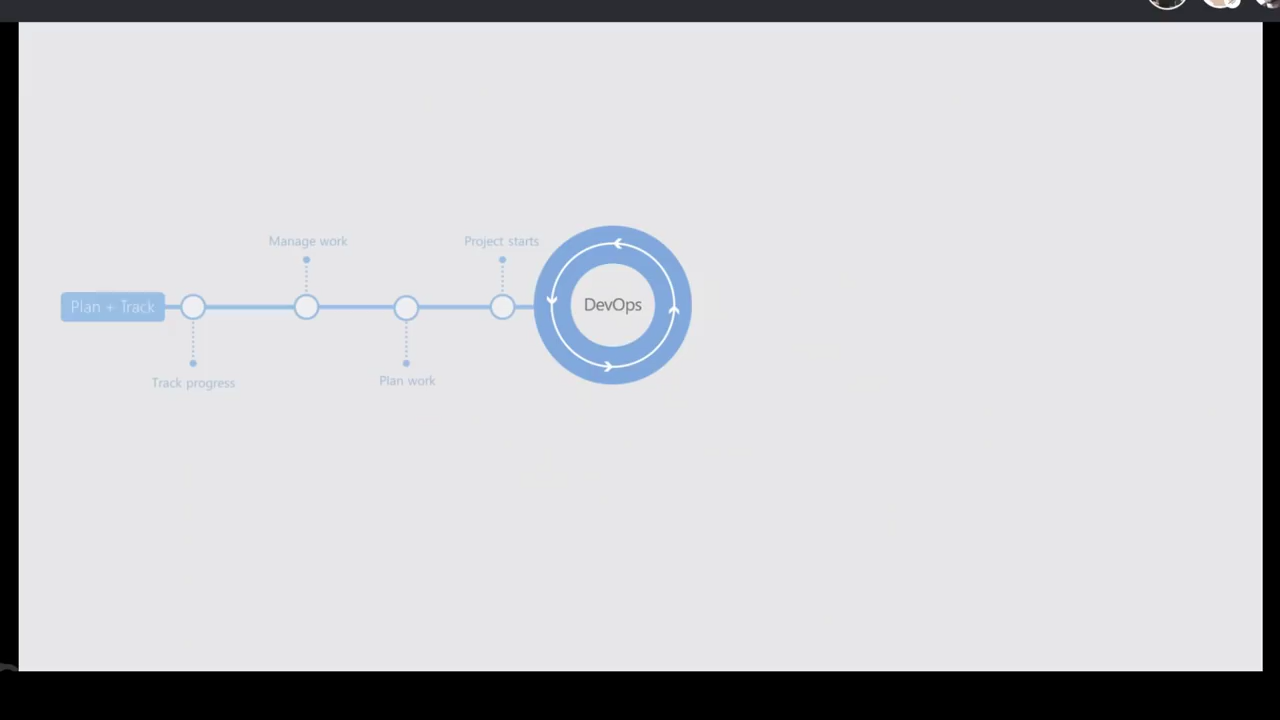 Manage work
Project starts
Plan + Track
DevOps
Track progress
Plan work